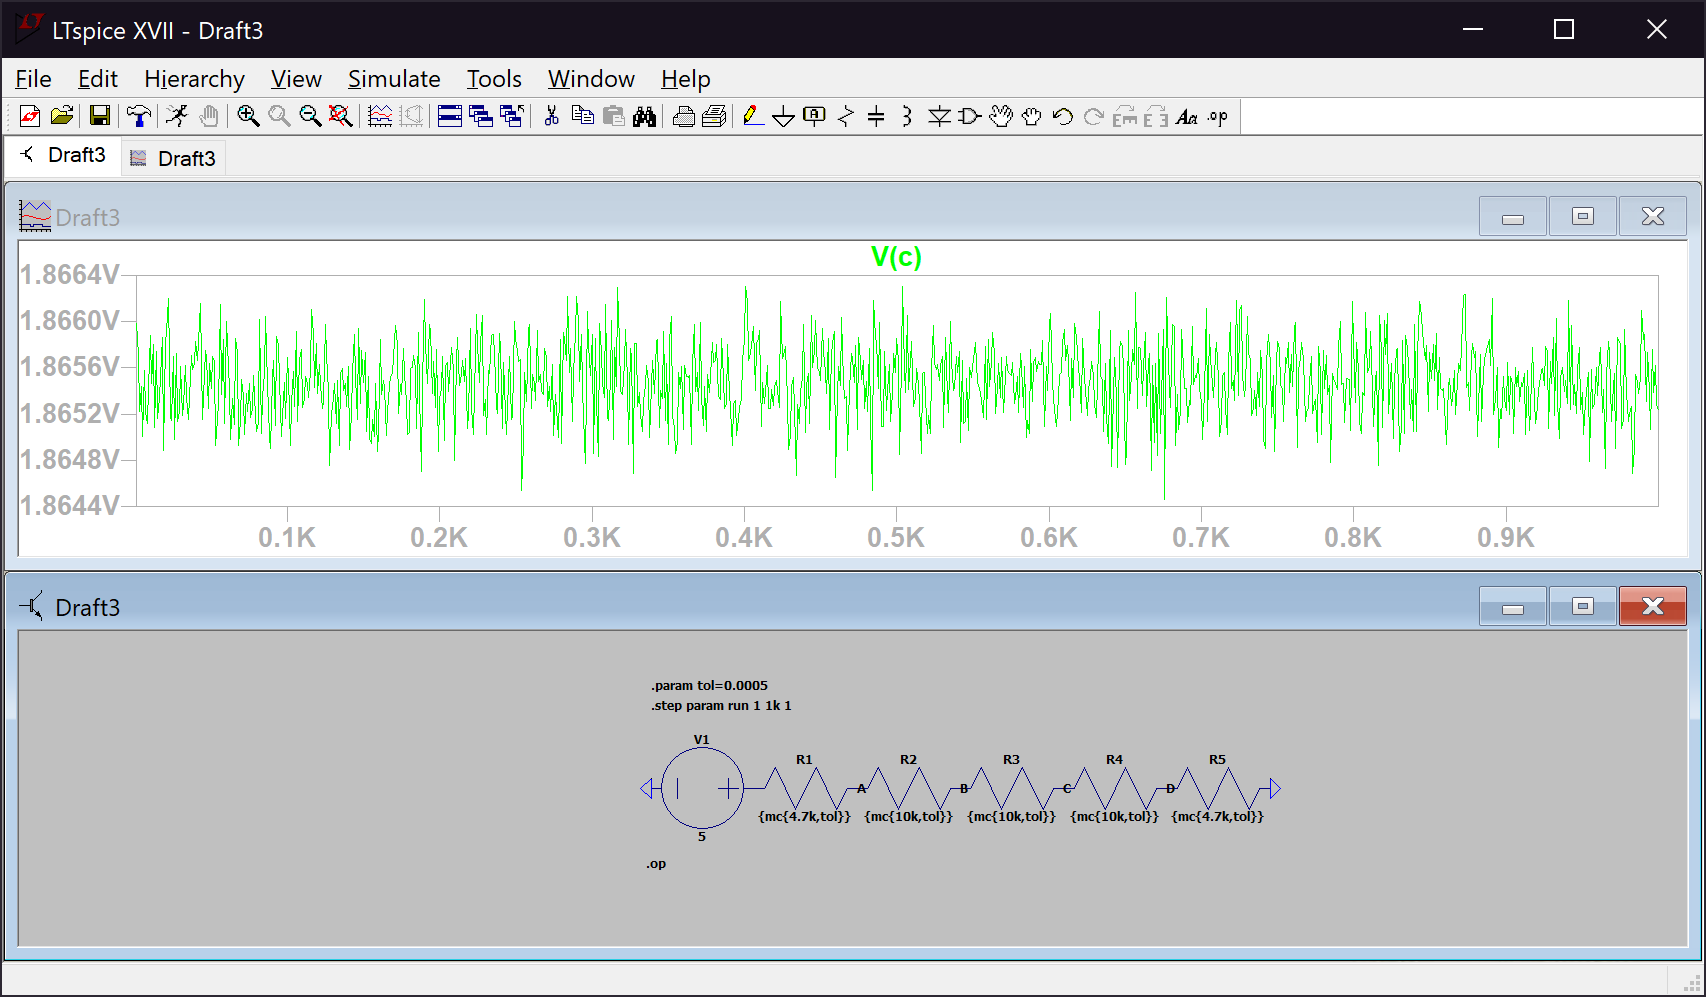 LTspice XVII - Draft3
File Edit Hierarchy View Simulate Tools Window Help
Draft3 Draft3
Draft3
V(c)
1.8664V
1.8660V
1.8656V
1.8652V
1.8648V
1.8644V
0.1K 0.2K 0.3K 0.4K 0.5K 0.6K 0.7K 0.8K 0.9K
Draft3
.param tol=0.0005
.step param run 1 1k 1
V1
R1 R2 R3 R4 R5
A B C D
{mc{4.7k,tol}} {mc{10k,tol}} {mc{10k,tol}} {mc{10k,tol}} {mc{4.7k,tol}}
5
.op